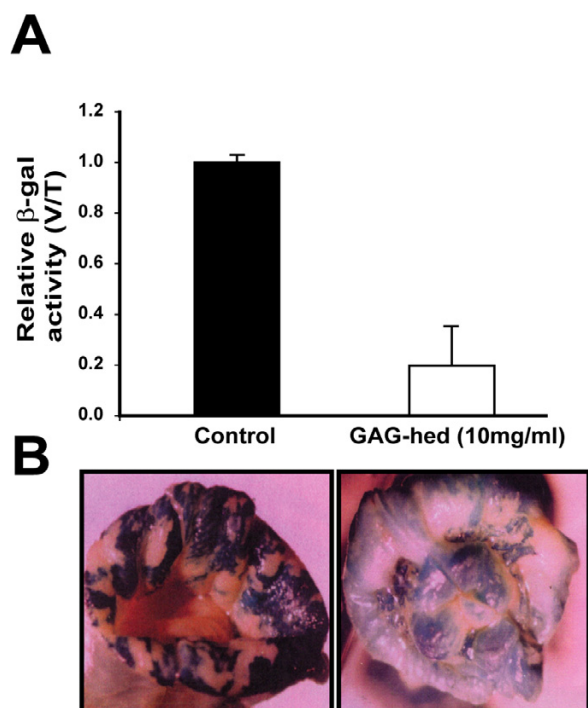 A
Relative β-gal
activity (V/T)
1.2
1.0
0.8
0.6
0.4
0.2
0.0
Control
GAG-hed (10mg/ml)
B